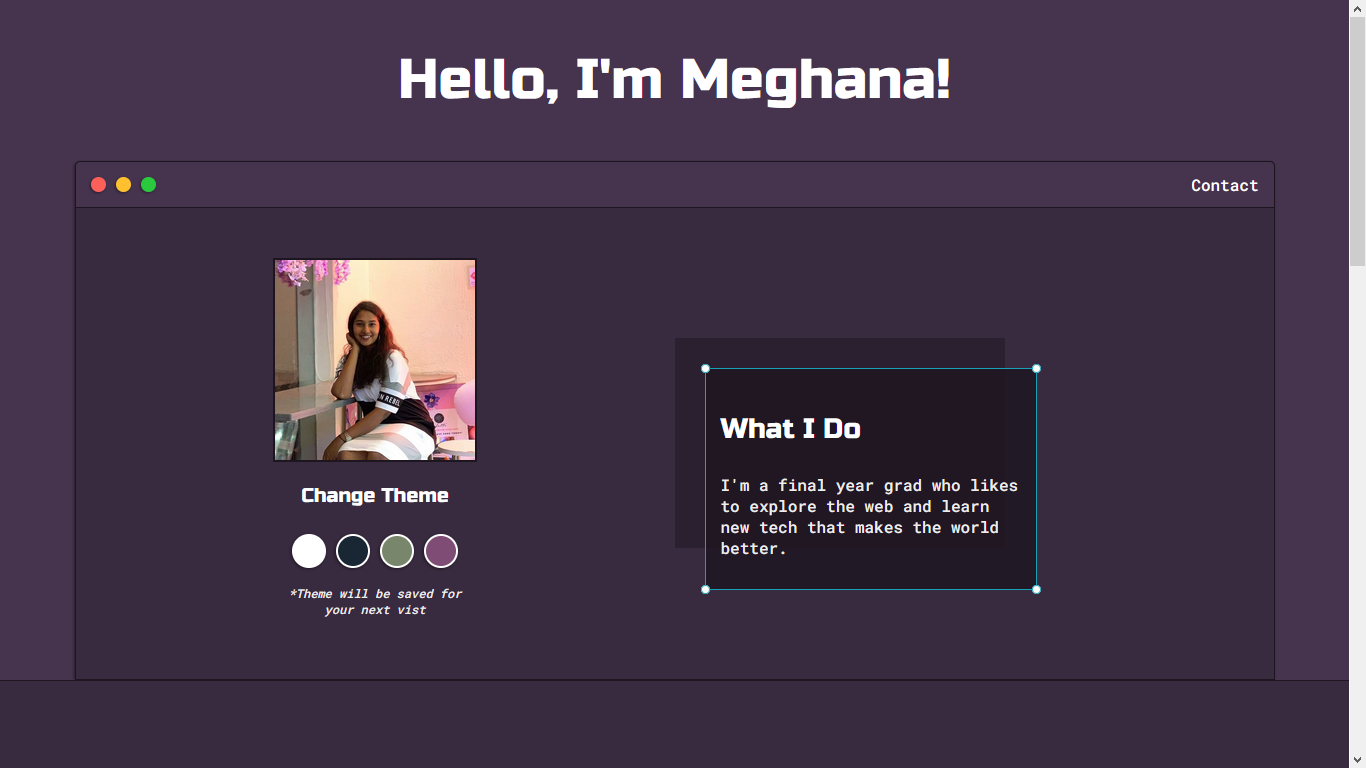 Hello, I'm Meghana!
Contact
Change Theme
*Theme will be saved for
your next vist
What I Do
I'm a final year grad who likes
to explore the web and learn
new tech that makes the world
better.